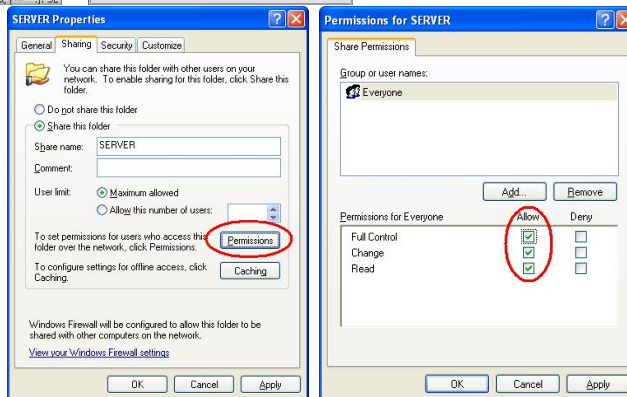 SERVER Properties
General Sharing Security Customize
You can share this folder with other users on your
network. To enable sharing for this folder, click Share this
folder.
Do not share this folder
Share this folder
Share name: SERVER
Comment:
User limit: Maximum allowed
Allow this number of users:
To set permissions for users who access this
folder over the network, click Permissions.
Permissions
To configure settings for offline access, click
Caching.
Caching
Windows Firewall will be configured to allow this folder to be
shared with other computers on the network.
View your Windows Firewall settings
OK Cancel Apply
Permissions for SERVER
Share Permissions
Group or user names:
Everyone
Add... Remove
Permissions for Everyone Allow Deny
Full Control
Change
Read
OK Cancel Apply